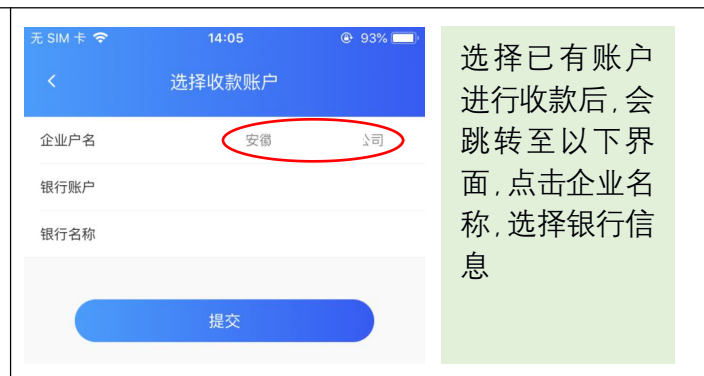 无 SIM 卡 14:05 93%
选择收款账户
企业户名 安徽 公司
银行账户
银行名称
提交
选择已有账户
进行收款后,会
跳转至以下界
面,点击企业名
称,选择银行信
息